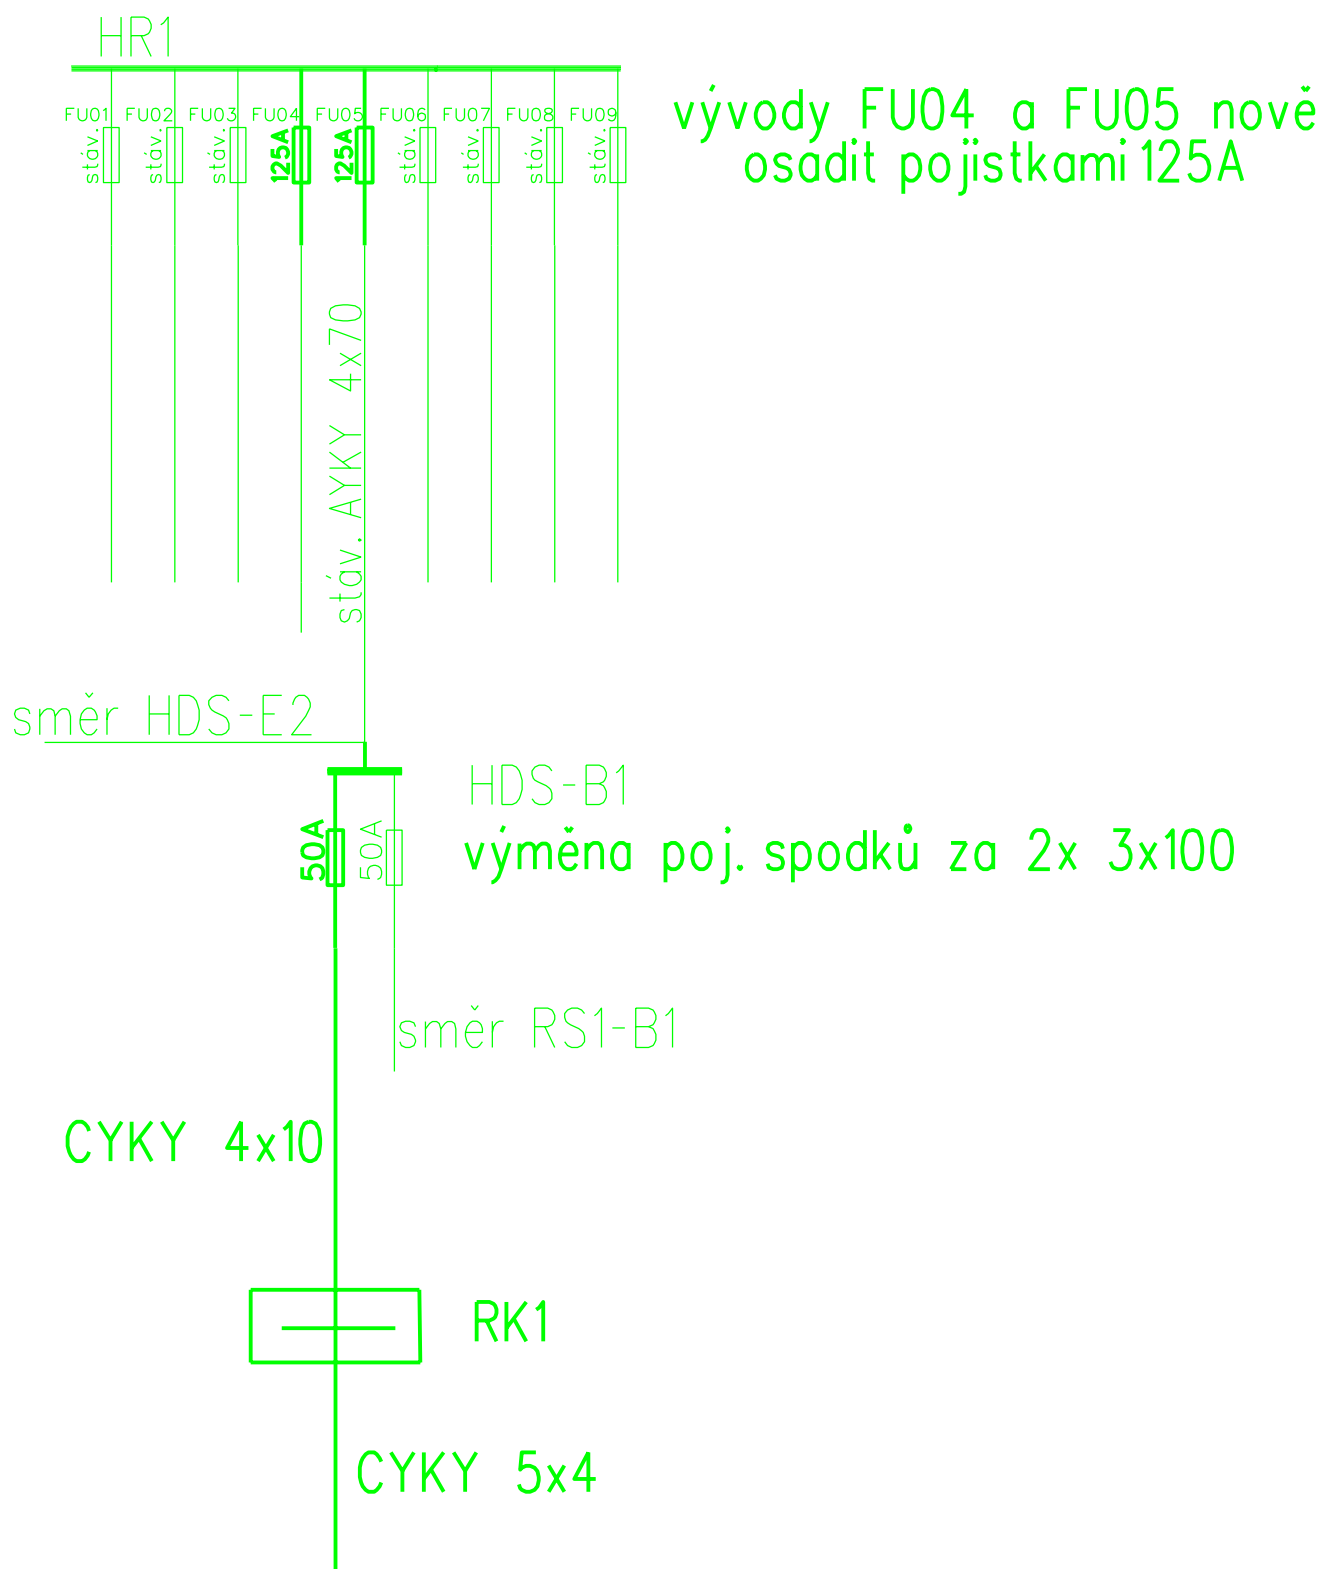 HR1
FU01 FU02 FU03 FU04 FU05 FU06 FU07 FU08 FU09
stáv. stáv. stáv. 125A 125A stáv. stáv. stáv. stáv.
vývody FU04 a FU05 nově
osadit pojistkami 125A
stáv. AYKY 4x70
směr HDS-E2
HDS-B1
50A 50A
výměna poj. spodků za 2x 3x100
směr RS1-B1
CYKY 4x10
RK1
CYKY 5x4